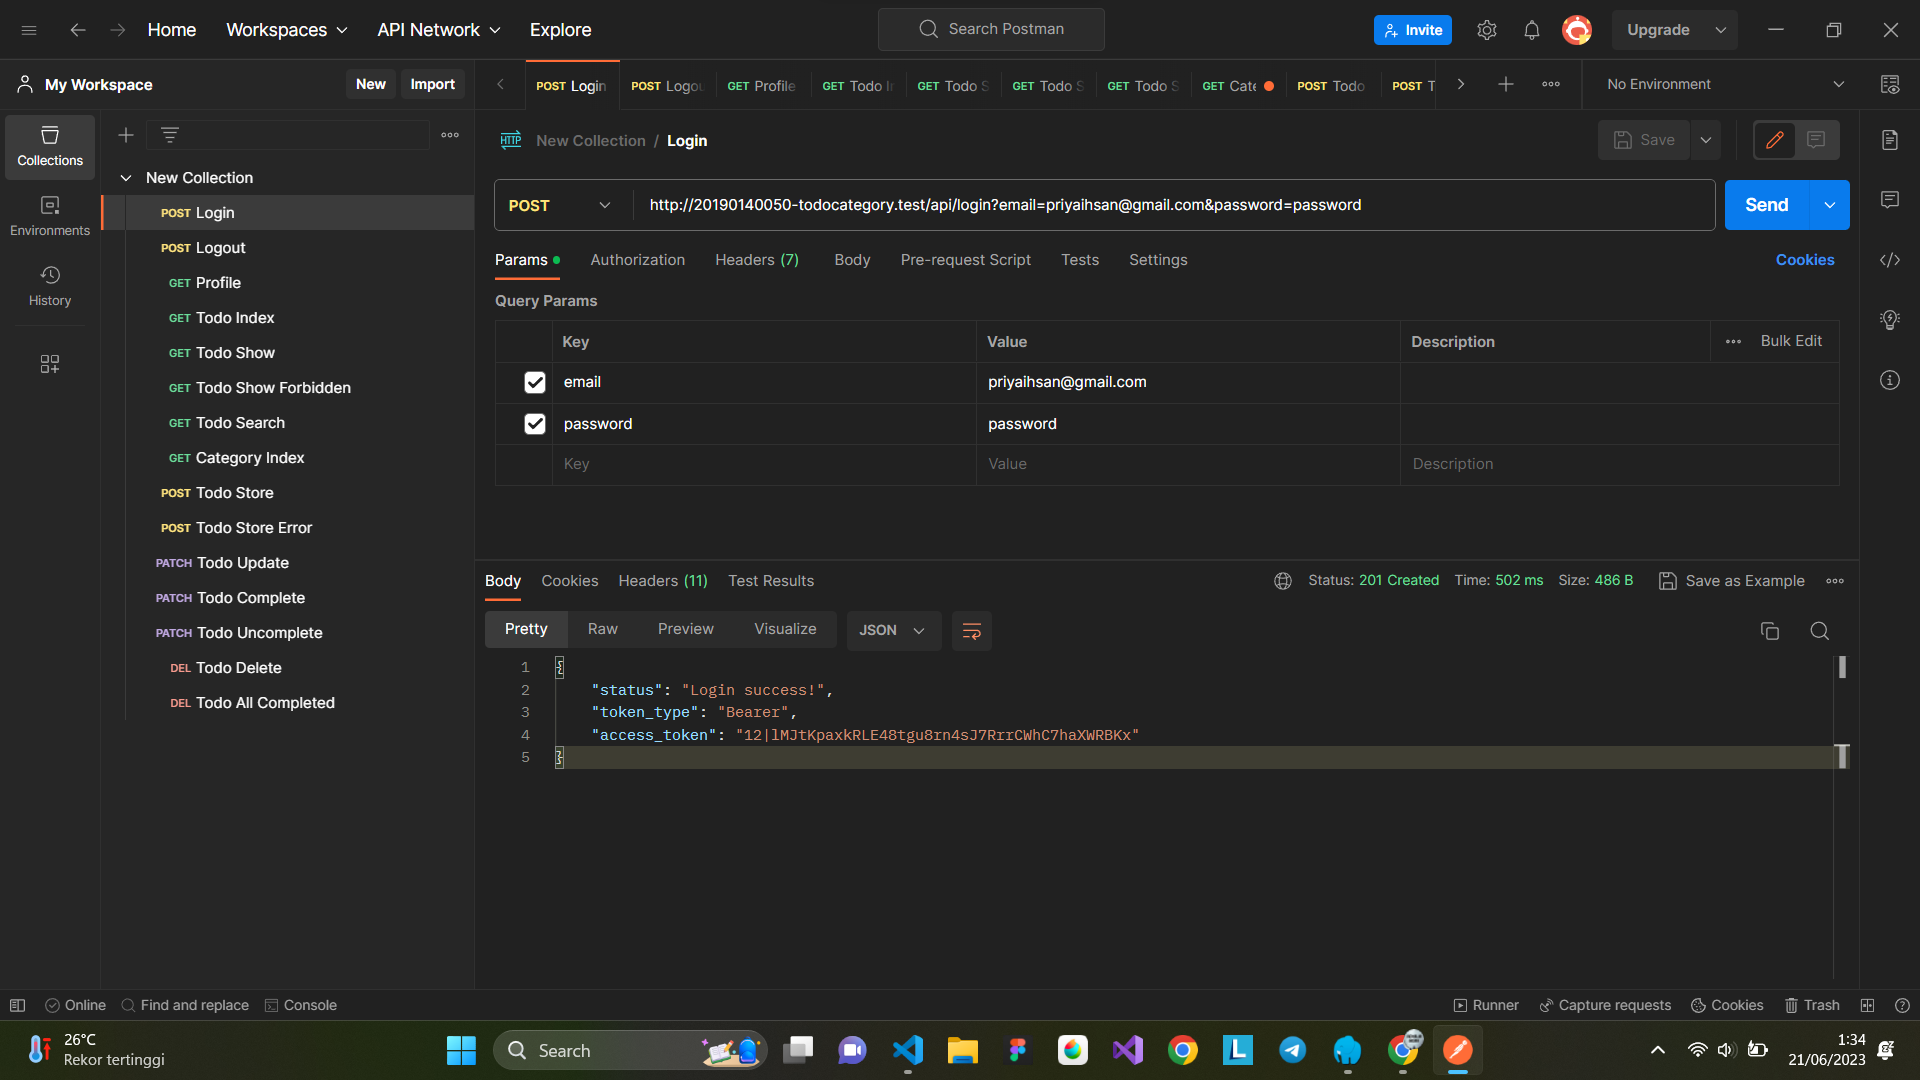 Home Workspaces API Network Explore Search Postman Invite Upgrade
My Workspace New Import POST Login POST Logou GET Profile GET Todo I GET Todo S GET Todo S GET Todo S GET Cate POST Todo POST T No Environment
Collections
Environments
History
New Collection
POST Login
POST Logout
GET Profile
GET Todo Index
GET Todo Show
GET Todo Show Forbidden
GET Todo Search
GET Category Index
POST Todo Store
POST Todo Store Error
PATCH Todo Update
PATCH Todo Complete
PATCH Todo Uncomplete
DEL Todo Delete
DEL Todo All Completed
HTTP New Collection / Login Save
POST http://20190140050-todocategory.test/api/login?email=priyaihsan@gmail.com&password=password Send
Params Authorization Headers (7) Body Pre-request Script Tests Settings Cookies
Query Params
Key Value Description Bulk Edit
email priyaihsan@gmail.com
password password
Key Value Description
Body Cookies Headers (11) Test Results Status: 201 Created Time: 502 ms Size: 486 B Save as Example
Pretty Raw Preview Visualize JSON
1 {
2 "status": "Login success!",
3 "token_type": "Bearer",
4 "access_token": "12|lMJtKpaxkRLE48tgu8rn4sJ7RrrCWhC7haXWRBKx"
5 }
Online Find and replace Console Runner Capture requests Cookies Trash
26°C
Rekor tertinggi
Search
1:34
21/06/2023